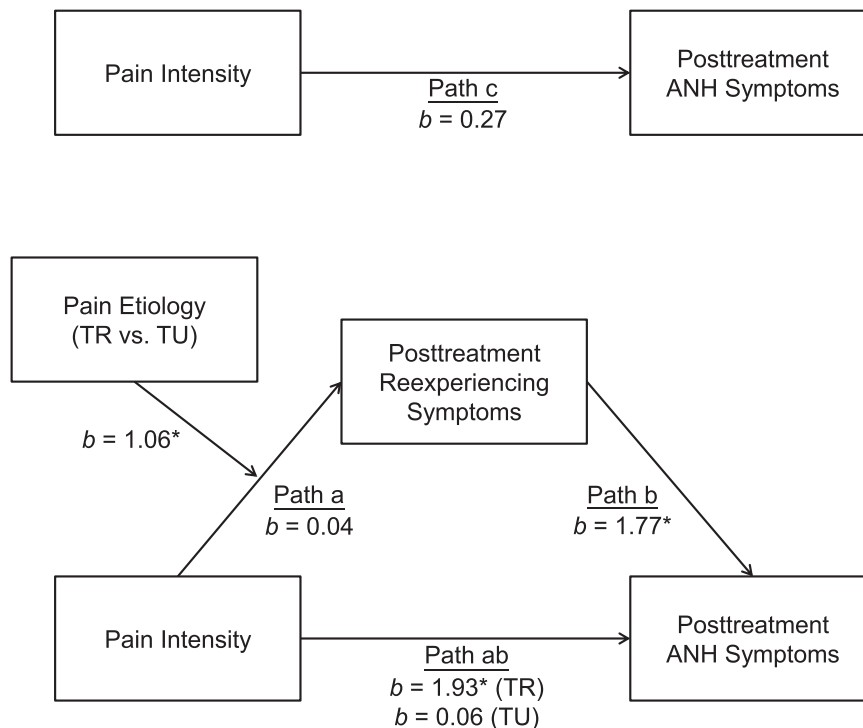 Pain Intensity
Posttreatment
ANH Symptoms
Path c
b = 0.27
Pain Etiology
(TR vs. TU)
Posttreatment
Reexperiencing
Symptoms
b = 1.06*
Path a
b = 0.04
Path b
b = 1.77*
Pain Intensity
Posttreatment
ANH Symptoms
Path ab
b = 1.93* (TR)
b = 0.06 (TU)